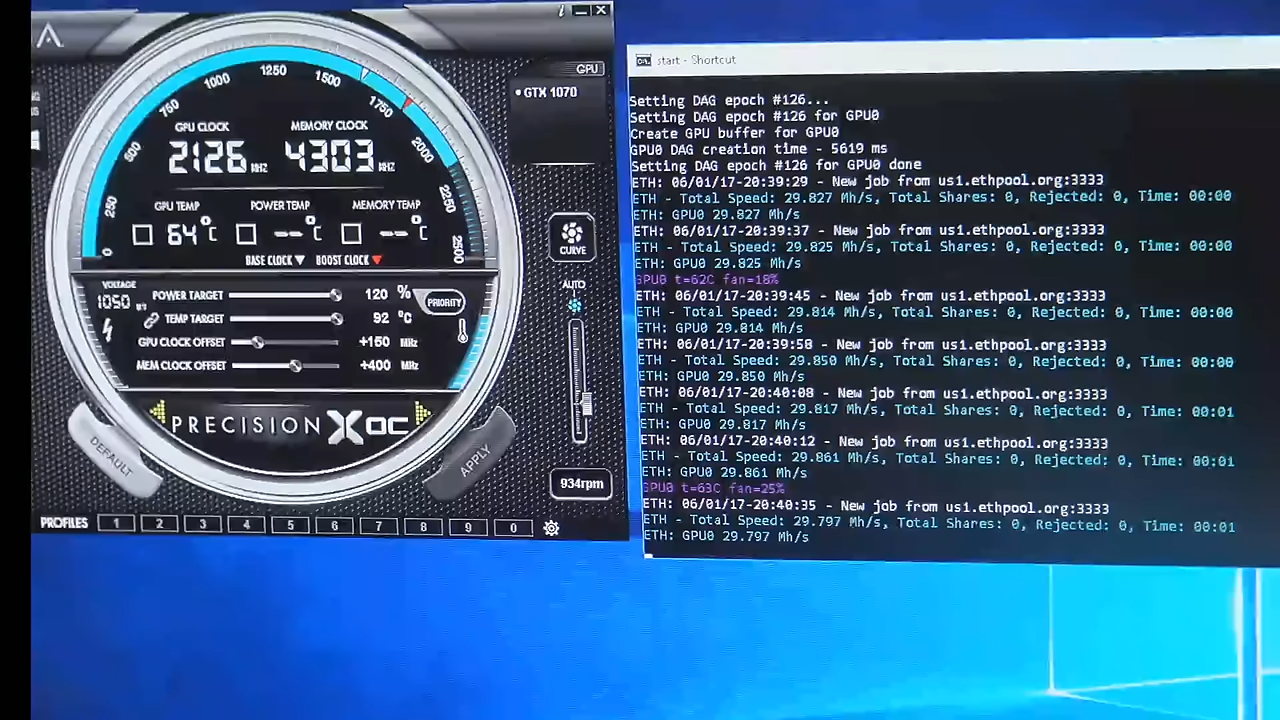 GPU
GTX 1070
0
250
500
750
1000
1250
1500
1750
2000
2250
2500
GPU CLOCK
2126 MHZ
MEMORY CLOCK
4303 MHZ
GPU TEMP
64°C
POWER TEMP
--°C
MEMORY TEMP
--°C
BASE CLOCK BOOST CLOCK
VOLTAGE
1050
POWER TARGET 120 %
PRIORITY
TEMP TARGET 92 °C
GPU CLOCK OFFSET +150 MHz
MEM CLOCK OFFSET +400 MHz
PRECISION XOC
DEFAULT
APPLY
CURVE
AUTO
934rpm
PROFILES 1 2 3 4 5 6 7 8 9 0
start - Shortcut
Setting DAG epoch #126...
Setting DAG epoch #126 for GPU0
Create GPU buffer for GPU0
GPU0 DAG creation time - 5619 ms
Setting DAG epoch #126 for GPU0 done
ETH: 06/01/17-20:39:29 - New job from us1.ethpool.org:3333
ETH - Total Speed: 29.827 Mh/s, Total Shares: 0, Rejected: 0, Time: 00:00
ETH: GPU0 29.827 Mh/s
ETH: 06/01/17-20:39:37 - New job from us1.ethpool.org:3333
ETH - Total Speed: 29.825 Mh/s, Total Shares: 0, Rejected: 0, Time: 00:00
ETH: GPU0 29.825 Mh/s
GPU0 t=62C fan=18%
ETH: 06/01/17-20:39:45 - New job from us1.ethpool.org:3333
ETH - Total Speed: 29.814 Mh/s, Total Shares: 0, Rejected: 0, Time: 00:00
ETH: GPU0 29.814 Mh/s
ETH: 06/01/17-20:39:58 - New job from us1.ethpool.org:3333
ETH - Total Speed: 29.850 Mh/s, Total Shares: 0, Rejected: 0, Time: 00:00
ETH: GPU0 29.850 Mh/s
ETH: 06/01/17-20:40:08 - New job from us1.ethpool.org:3333
ETH - Total Speed: 29.817 Mh/s, Total Shares: 0, Rejected: 0, Time: 00:01
ETH: GPU0 29.817 Mh/s
ETH: 06/01/17-20:40:12 - New job from us1.ethpool.org:3333
ETH - Total Speed: 29.861 Mh/s, Total Shares: 0, Rejected: 0, Time: 00:01
ETH: GPU0 29.861 Mh/s
GPU0 t=63C fan=25%
ETH: 06/01/17-20:40:35 - New job from us1.ethpool.org:3333
ETH - Total Speed: 29.797 Mh/s, Total Shares: 0, Rejected: 0, Time: 00:01
ETH: GPU0 29.797 Mh/s